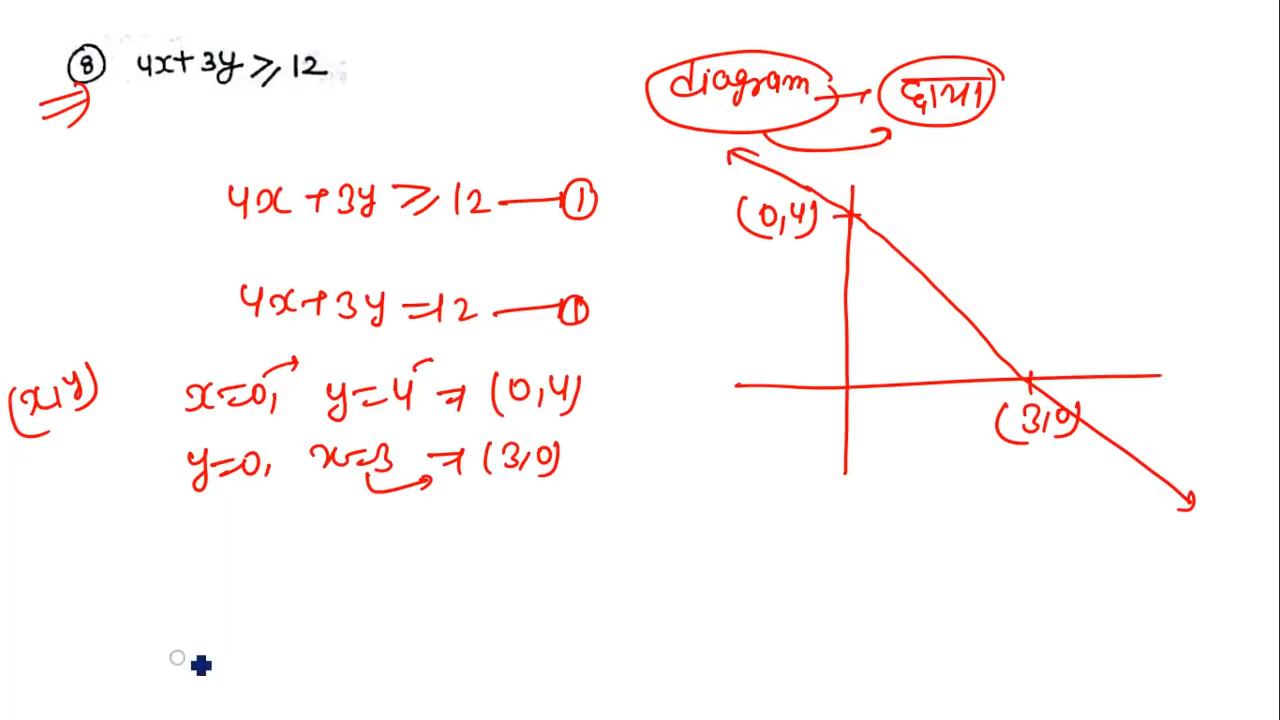 ⑧ 4x+3y ≥ 12
diagram → छाया
4x+3y ≥ 12 — ①
4x+3y=12 — ①
(x,y)
x=0, y=4 ⇒ (0,4)
y=0, x=3 ⇒ (3,0)
(0,4)
(3,0)